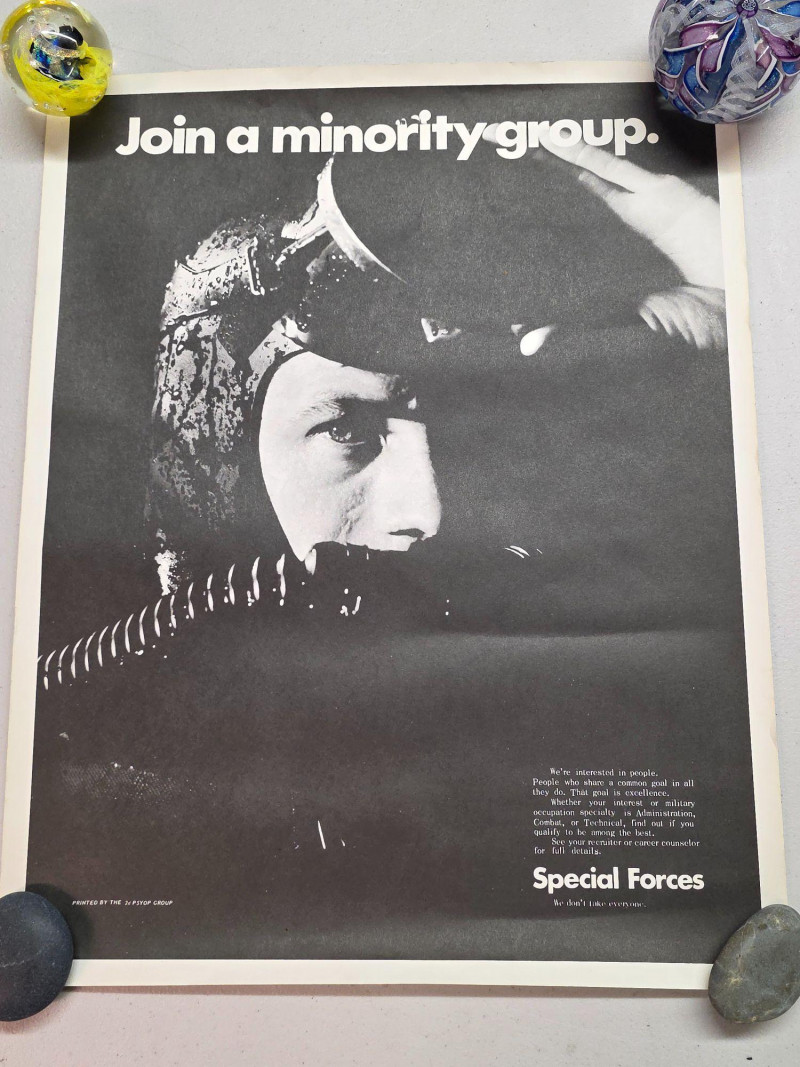 Join a minority group.
We're interested in people.
People who share a common goal in all
they do. That goal is excellence.
Whether your interest or military
occupation specialty is Administration,
Combat, or Technical, find out if you
qualify to be among the best.
See your recruiter or career counselor
for full details.
Special Forces
We don't take everyone.
PRINTED BY THE 2d PSYOP GROUP